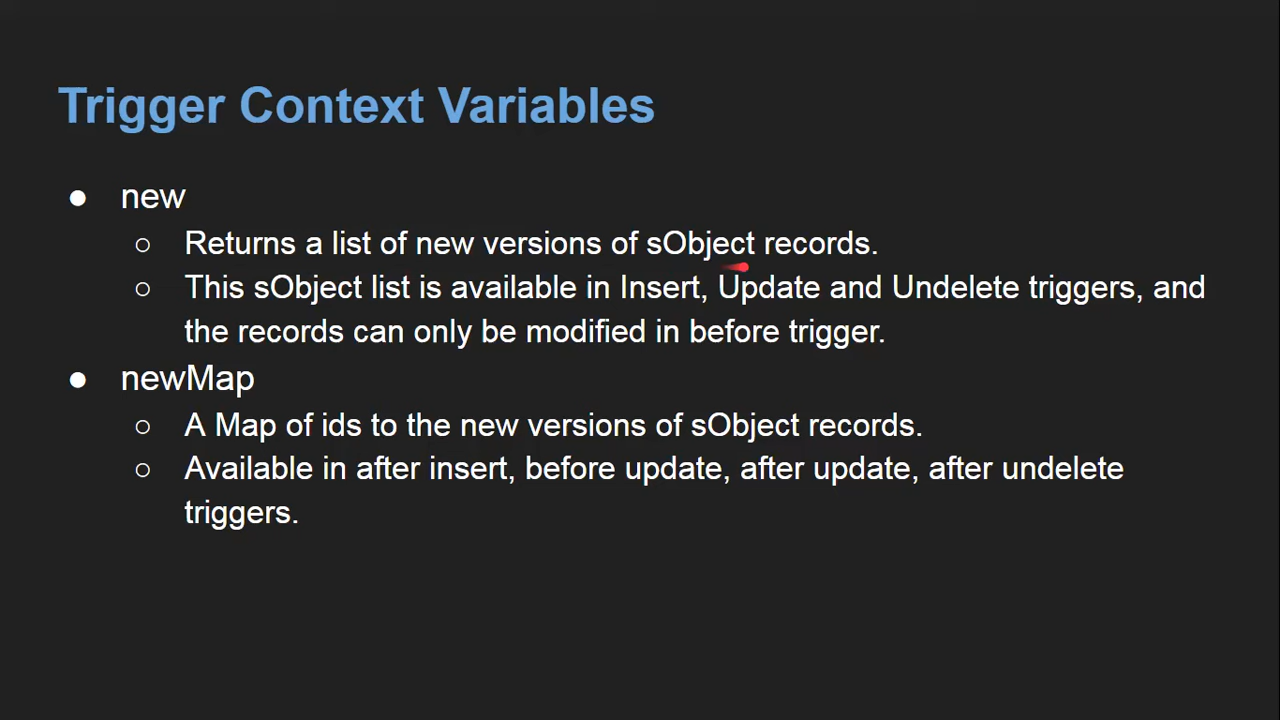 Trigger Context Variables
● new
○ Returns a list of new versions of sObject records.
○ This sObject list is available in Insert, Update and Undelete triggers, and
the records can only be modified in before trigger.
● newMap
○ A Map of ids to the new versions of sObject records.
○ Available in after insert, before update, after update, after undelete
triggers.